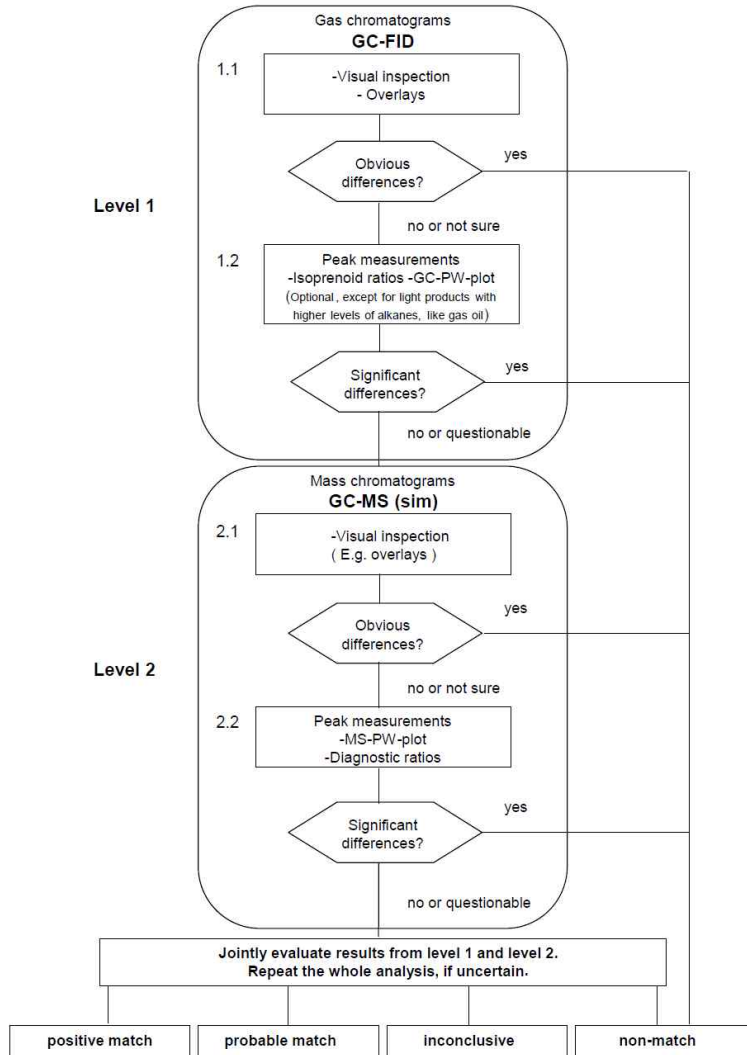 Gas chromatograms
GC-FID
1.1
-Visual inspection
- Overlays
yes
Obvious
differences?
Level 1
no or not sure
1.2
Peak measurements
-Isoprenoid ratios -GC-PW-plot
(Optional, except for light products with
higher levels of alkanes, like gas oil)
yes
Significant
differences?
no or questionable
Mass chromatograms
GC-MS (sim)
2.1
-Visual inspection
( E.g. overlays )
yes
Obvious
differences?
Level 2
no or not sure
2.2
Peak measurements
-MS-PW-plot
-Diagnostic ratios
yes
Significant
differences?
no or questionable
Jointly evaluate results from level 1 and level 2.
Repeat the whole analysis, if uncertain.
positive match
probable match
inconclusive
non-match